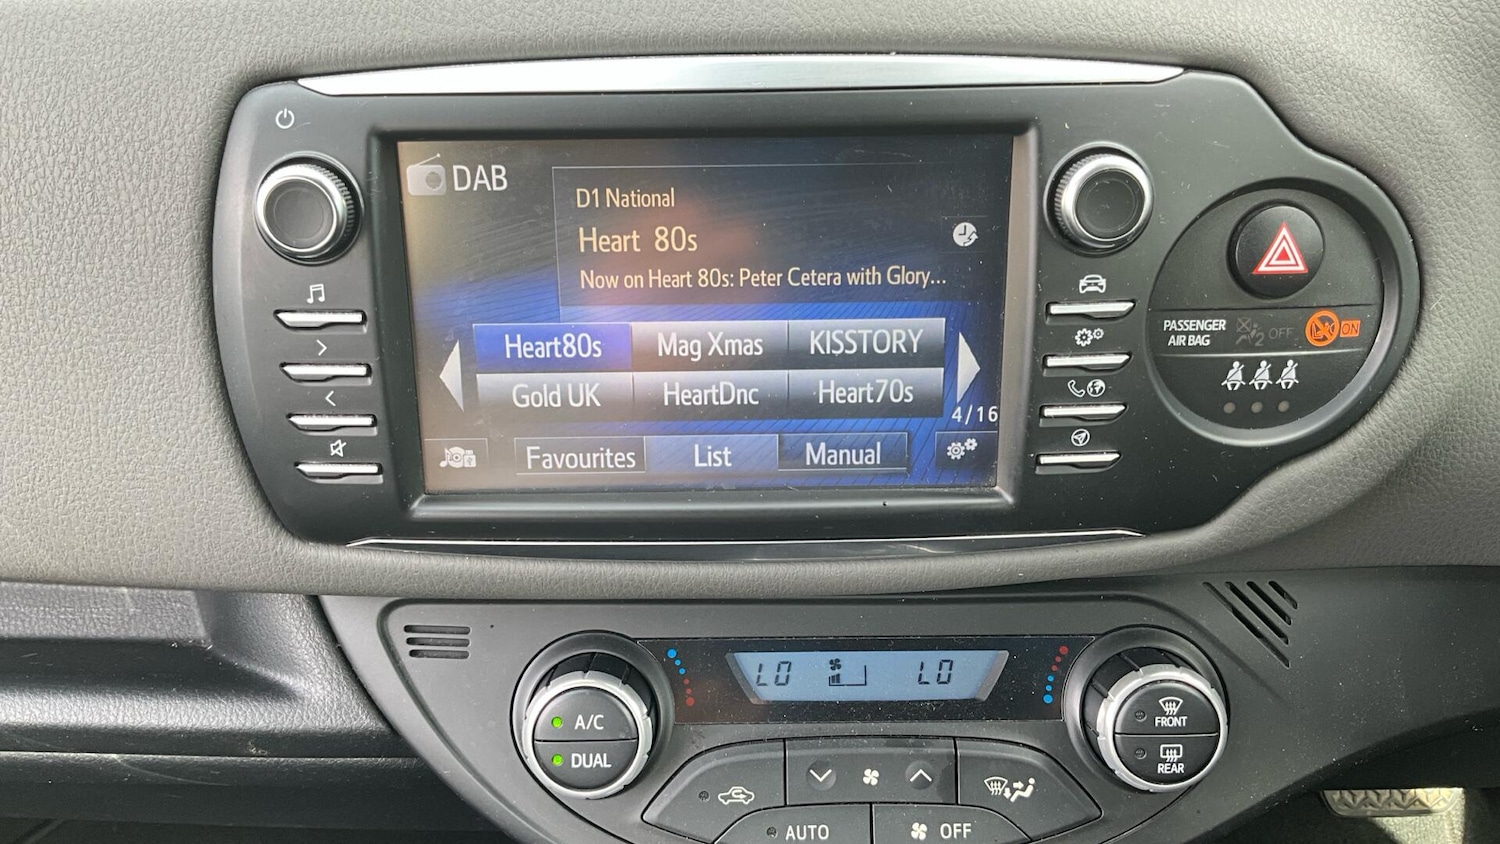 DAB
D1 National
Heart 80s
Now on Heart 80s: Peter Cetera with Glory...
Heart80s Mag Xmas KISSTORY
Gold UK HeartDnc Heart70s
4/16
Favourites List Manual
PASSENGER
AIR BAG
2 OFF
ON
LO LO
A/C
DUAL
FRONT
REAR
AUTO
OFF